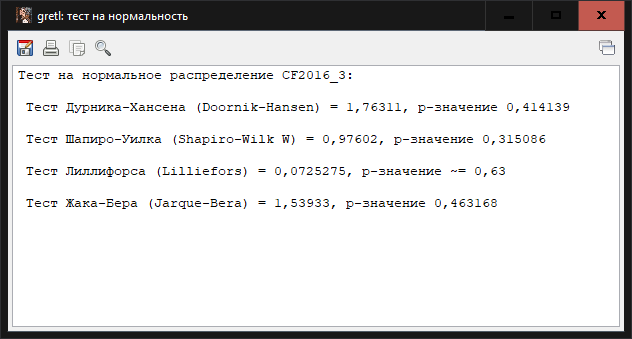 gretl: тест на нормальность
Тест на нормальное распределение CF2016_3:
Тест Дурника-Хансена (Doornik-Hansen) = 1,76311, p-значение 0,414139
Тест Шапиро-Уилка (Shapiro-Wilk W) = 0,97602, p-значение 0,315086
Тест Лиллифорса (Lilliefors) = 0,0725275, p-значение ~= 0,63
Тест Жака-Бера (Jarque-Bera) = 1,53933, p-значение 0,463168